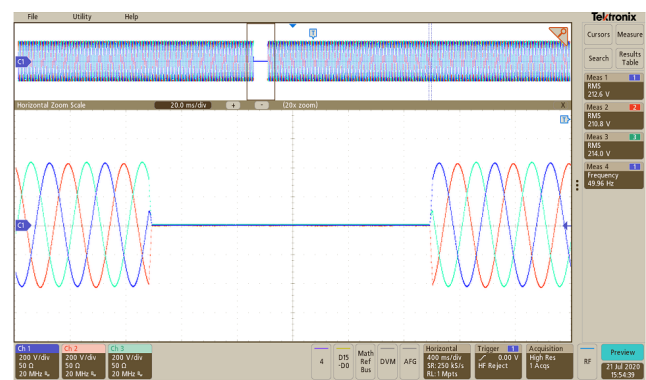 File Utility Help
Tektronix
Cursors Measure
Search Results Table
C1
T
Meas 1 1
RMS
212.6 V
Meas 2 2
RMS
210.8 V
Meas 3 3
RMS
214.0 V
Meas 4 1
Frequency
49.96 Hz
Horizontal Zoom Scale 20.0 ms/div + - (20x zoom) X
T
C1
Ch 1
200 V/div
50 Ω
20 MHz
Ch 2
200 V/div
50 Ω
20 MHz
Ch 3
200 V/div
50 Ω
20 MHz
4
D15
-D0
Math
Ref
Bus
DVM
AFG
Horizontal
400 ms/div
SR: 250 kS/s
RL: 1 Mpts
Trigger 1
0.00 V
HF Reject
Acquisition
High Res
1 Acqs
RF
Preview
21 Jul 2020
15:54:39